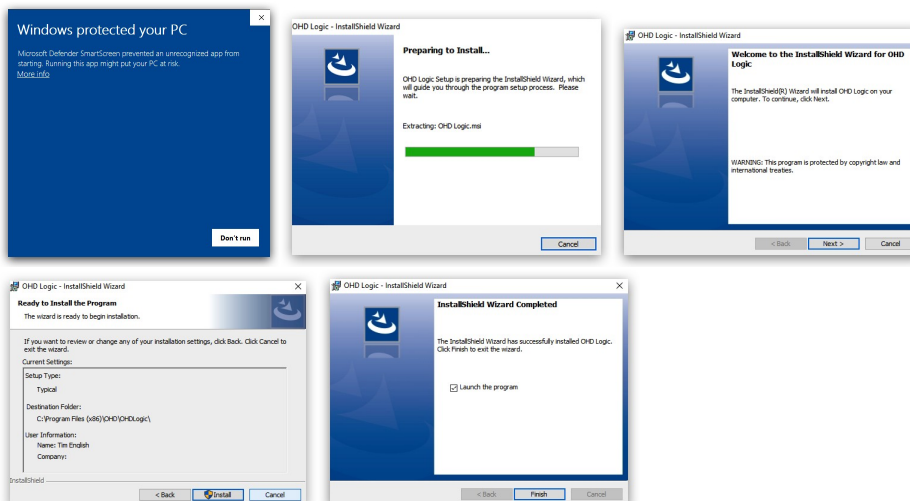 Windows protected your PC
Microsoft Defender SmartScreen prevented an unrecognized app from
starting. Running this app might put your PC at risk.
More info
Don't run
OHD Logic - InstallShield Wizard
Preparing to Install...
OHD Logic Setup is preparing the InstallShield Wizard, which
will guide you through the program setup process. Please
wait.
Extracting: OHD Logic.msi
Cancel
OHD Logic - InstallShield Wizard
Welcome to the InstallShield Wizard for OHD
Logic
The InstallShield(R) Wizard will install OHD Logic on your
computer. To continue, click Next.
WARNING: This program is protected by copyright law and
international treaties.
< Back
Next >
Cancel
OHD Logic - InstallShield Wizard
Ready to Install the Program
The wizard is ready to begin installation.
If you want to review or change any of your installation settings, click Back. Click Cancel to
exit the wizard.
Current Settings:
Setup Type:
Typical
Destination Folder:
C:\Program Files (x86)\OHD\OHDLogic\
User Information:
Name: Tim English
Company:
InstallShield
< Back
Install
Cancel
OHD Logic - InstallShield Wizard
InstallShield Wizard Completed
The InstallShield Wizard has successfully installed OHD Logic.
Click Finish to exit the wizard.
Launch the program
< Back
Finish
Cancel